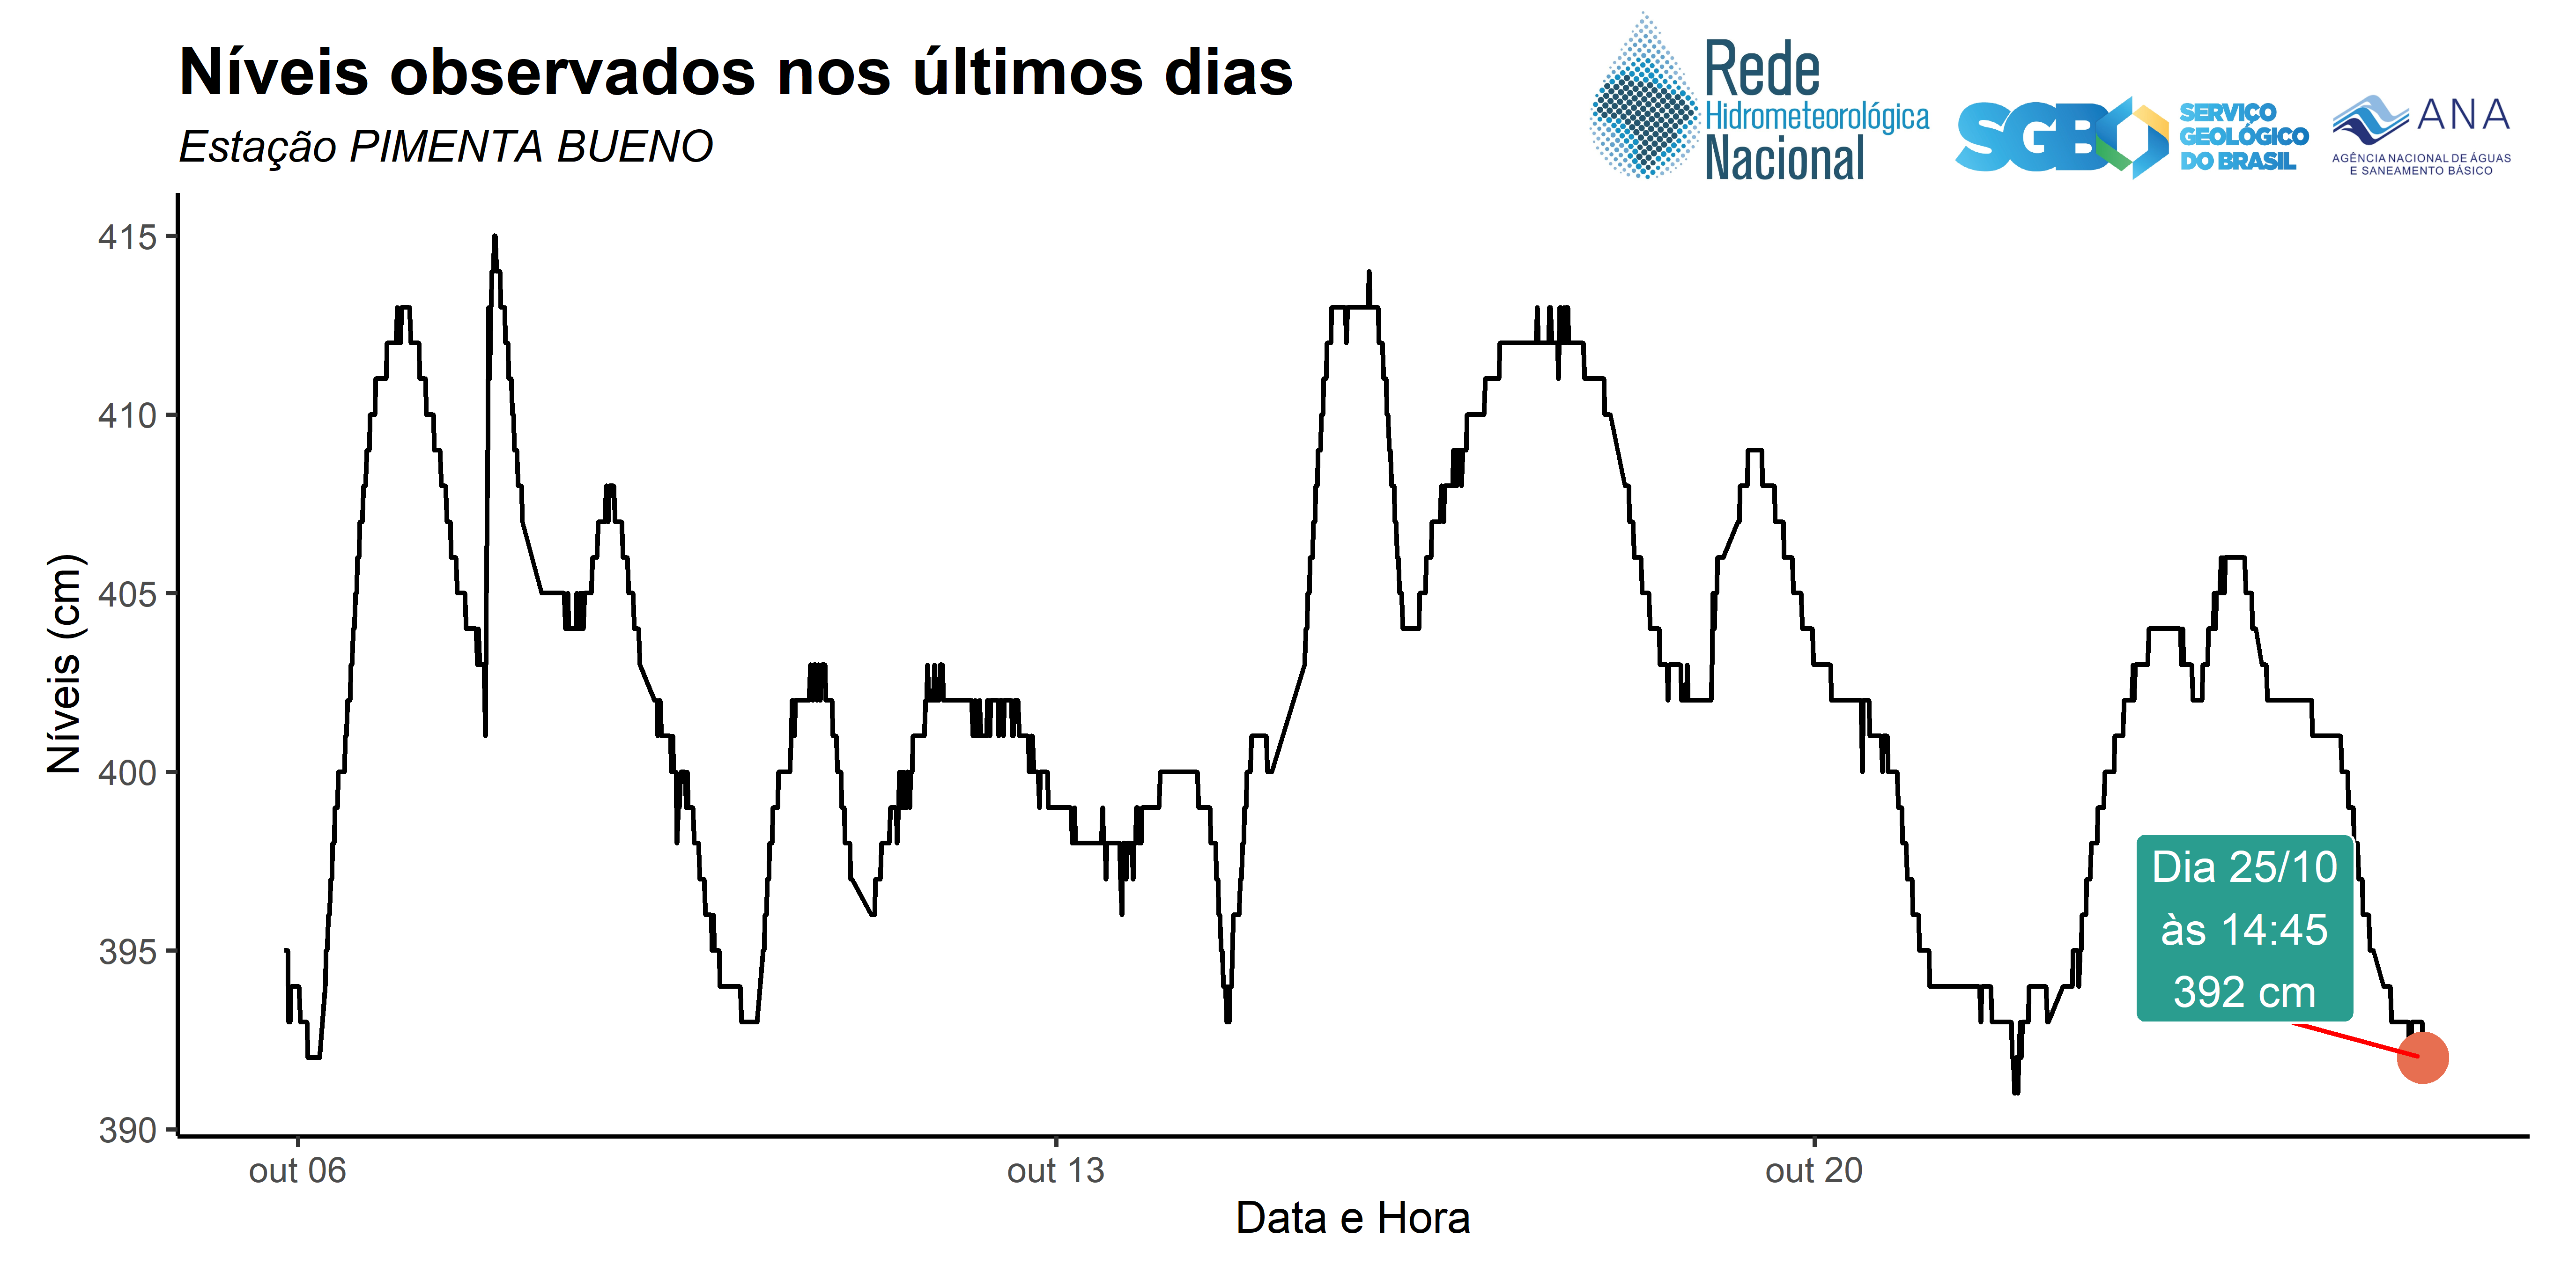 Níveis observados nos últimos dias
Estação PIMENTA BUENO
Rede
Hidrometeorológica
Nacional
SGB
SERVIÇO
GEOLÓGICO
DO BRASIL
ANA
AGÊNCIA NACIONAL DE ÁGUAS
E SANEAMENTO BÁSICO
Níveis (cm)
415
410
405
400
395
390
Dia 25/10
às 14:45
392 cm
out 06
out 13
out 20
Data e Hora